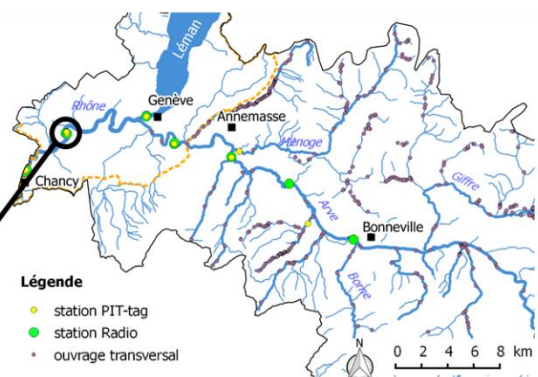 Léman
Rhône
Genève
Annemasse
Menoge
Giffre
Chancy
Arve
Bonneville
Borne
Légende
station PIT-tag
station Radio
ouvrage transversal
N
0 2 4 6 8 km